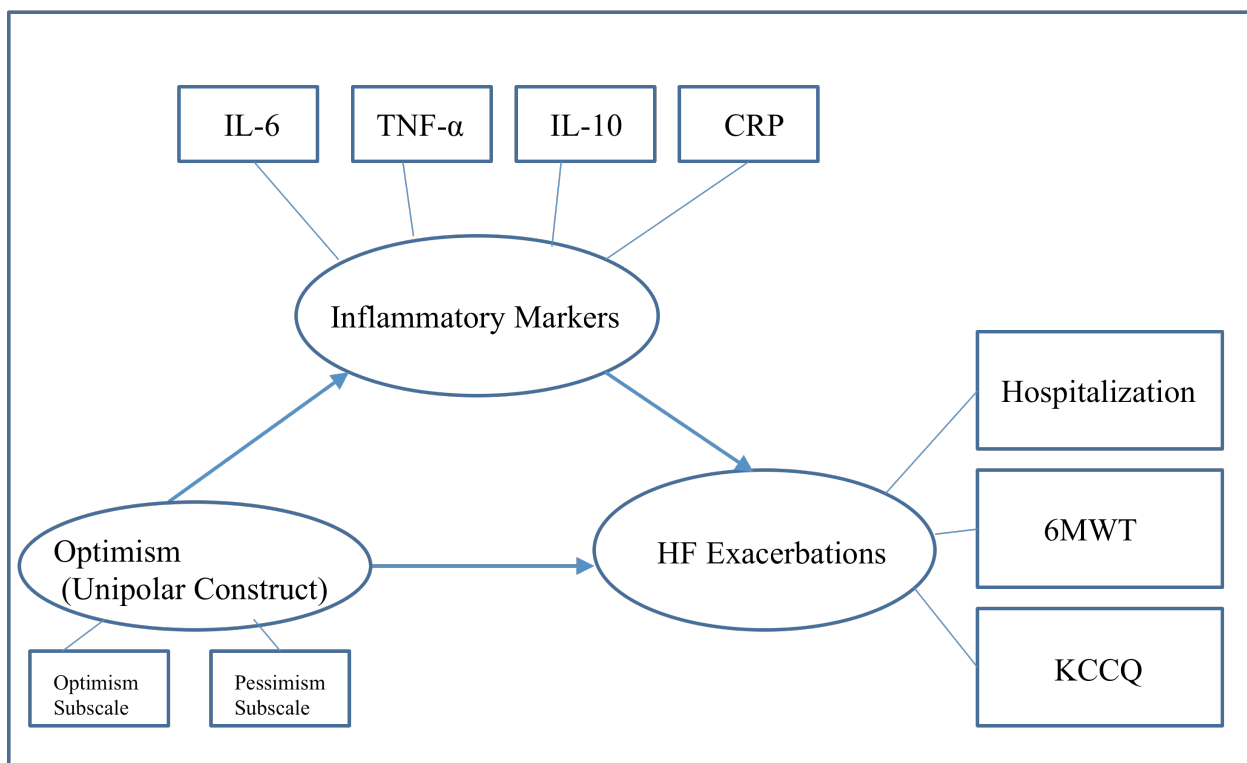 IL-6
TNF-α
IL-10
CRP
Inflammatory Markers
Hospitalization
6MWT
KCCQ
HF Exacerbations
Optimism
(Unipolar Construct)
Optimism
Subscale
Pessimism
Subscale